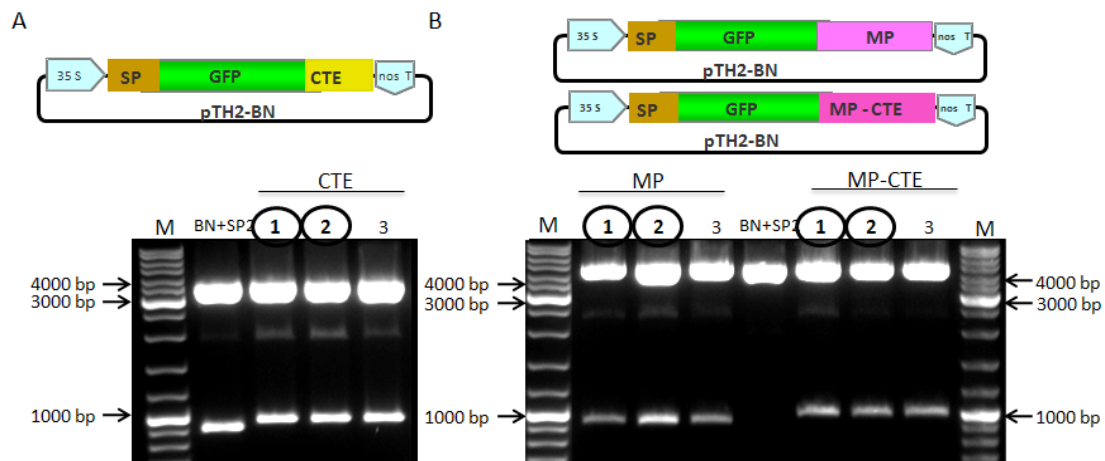 A
35 S
SP
GFP
CTE
nos T
pTH2-BN
CTE
M
BN+SP2
1
2
3
4000 bp
3000 bp
1000 bp
B
35 S
SP
GFP
MP
nos T
pTH2-BN
35 S
SP
GFP
MP - CTE
nos T
pTH2-BN
MP
MP-CTE
M
1
2
3
BN+SP2
1
2
3
M
4000 bp
3000 bp
1000 bp
4000 bp
3000 bp
1000 bp